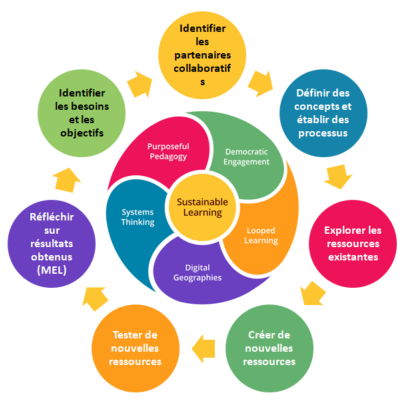 Identifier
les
partenaires
collaboratif
s
Définir des
concepts et
établir des
processus
Explorer les
ressources
existantes
Créer de
nouvelles
ressources
Tester de
nouvelles
ressources
Réfléchir
sur
résultats
obtenus
(MEL)
Identifier
les besoins
et les
objectifs
Purposeful
Pedagogy
Democratic
Engagement
Looped
Learning
Digital
Geographies
Systems
Thinking
Sustainable
Learning